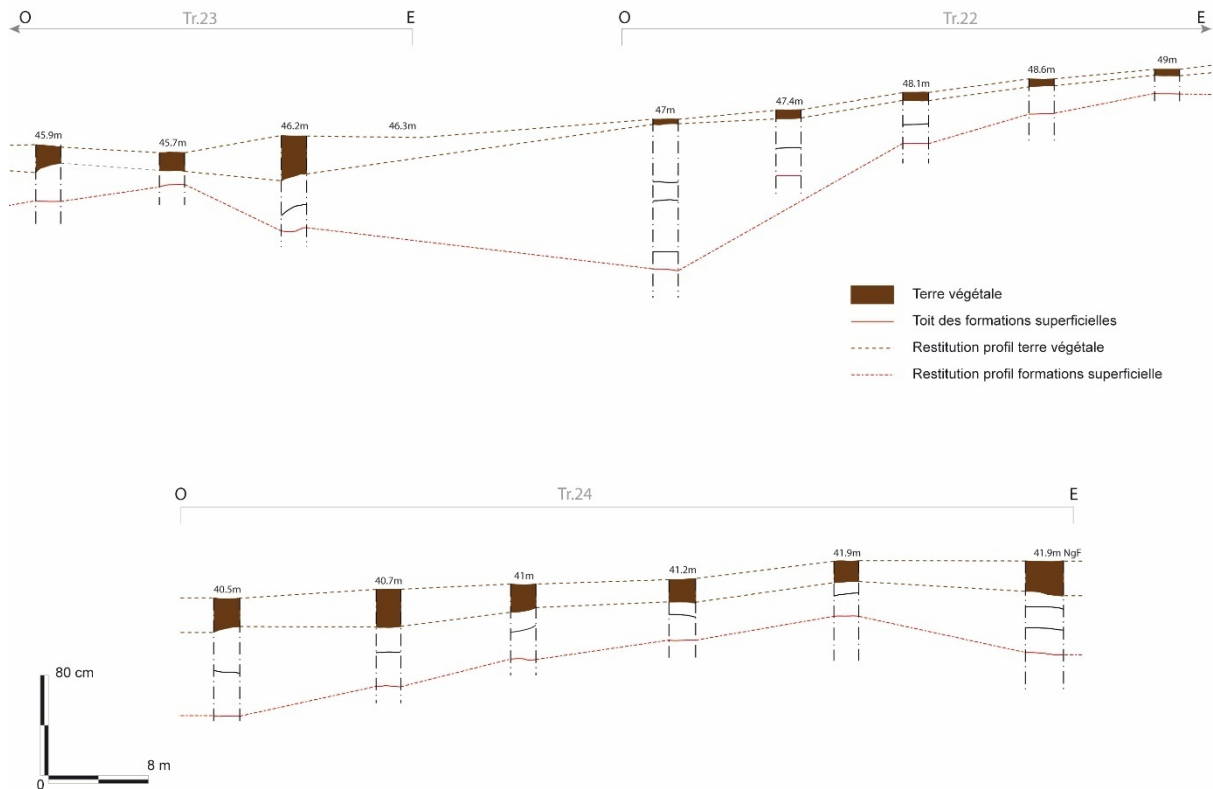 O Tr.23 E O Tr.22 E
45.9m 45.7m 46.2m 46.3m 47m 47.4m 48.1m 48.6m 49m
Terre végétale
Toit des formations superficielles
Restitution profil terre végétale
Restitution profil formations superficielle
O Tr.24 E
40.5m 40.7m 41m 41.2m 41.9m 41.9m NgF
80 cm
8 m
0